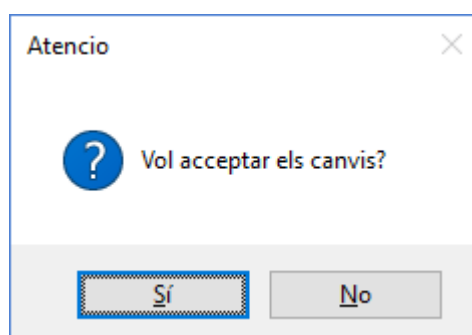 Atencio
Vol acceptar els canvis?
Sí
No